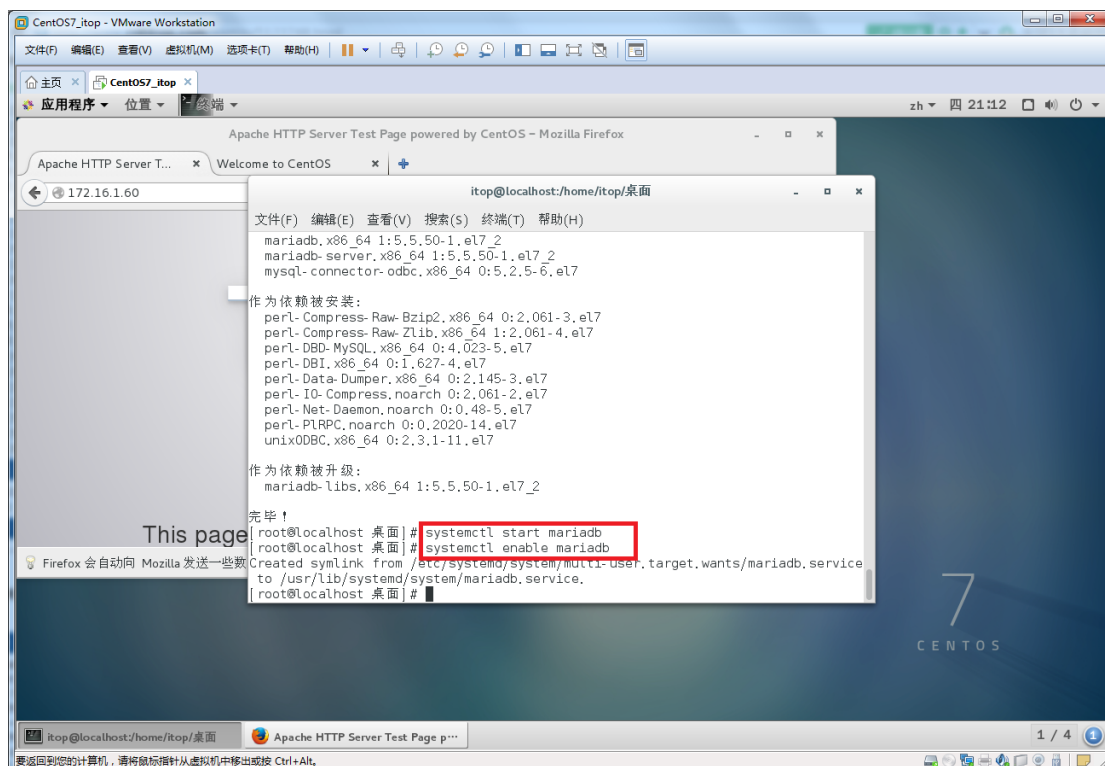 CentOS7_itop - VMware Workstation
文件(F) 编辑(E) 查看(V) 虚拟机(M) 选项卡(T) 帮助(H)
主页 × CentOS7_itop ×
应用程序 位置 终端 zh 四 21:12
Apache HTTP Server Test Page powered by CentOS – Mozilla Firefox
Apache HTTP Server T... × Welcome to CentOS ×
172.16.1.60
itop@localhost:/home/itop/桌面
文件(F) 编辑(E) 查看(V) 搜索(S) 终端(T) 帮助(H)
mariadb.x86_64 1:5.5.50-1.el7_2
mariadb-server.x86_64 1:5.5.50-1.el7_2
mysql-connector-odbc.x86_64 0:5.2.5-6.el7
作为依赖被安装:
perl-Compress-Raw-Bzip2.x86_64 0:2.061-3.el7
perl-Compress-Raw-Zlib.x86_64 1:2.061-4.el7
perl-DBD-MySQL.x86_64 0:4.023-5.el7
perl-DBI.x86_64 0:1.627-4.el7
perl-Data-Dumper.x86_64 0:2.145-3.el7
perl-IO-Compress.noarch 0:2.061-2.el7
perl-Net-Daemon.noarch 0:0.48-5.el7
perl-PlRPC.noarch 0:0.2020-14.el7
unixODBC.x86_64 0:2.3.1-11.el7
作为依赖被升级:
mariadb-libs.x86_64 1:5.5.50-1.el7_2
完毕！
[root@localhost 桌面]# systemctl start mariadb
[root@localhost 桌面]# systemctl enable mariadb
Created symlink from /etc/systemd/system/multi-user.target.wants/mariadb.service
to /usr/lib/systemd/system/mariadb.service.
[root@localhost 桌面]#
This page
Firefox 会自动向 Mozilla 发送一些数
7
CENTOS
itop@localhost:/home/itop/桌面 Apache HTTP Server Test Page p··· 1 / 4 1
要返回到您的计算机，请将鼠标指针从虚拟机中移出或按 Ctrl+Alt。